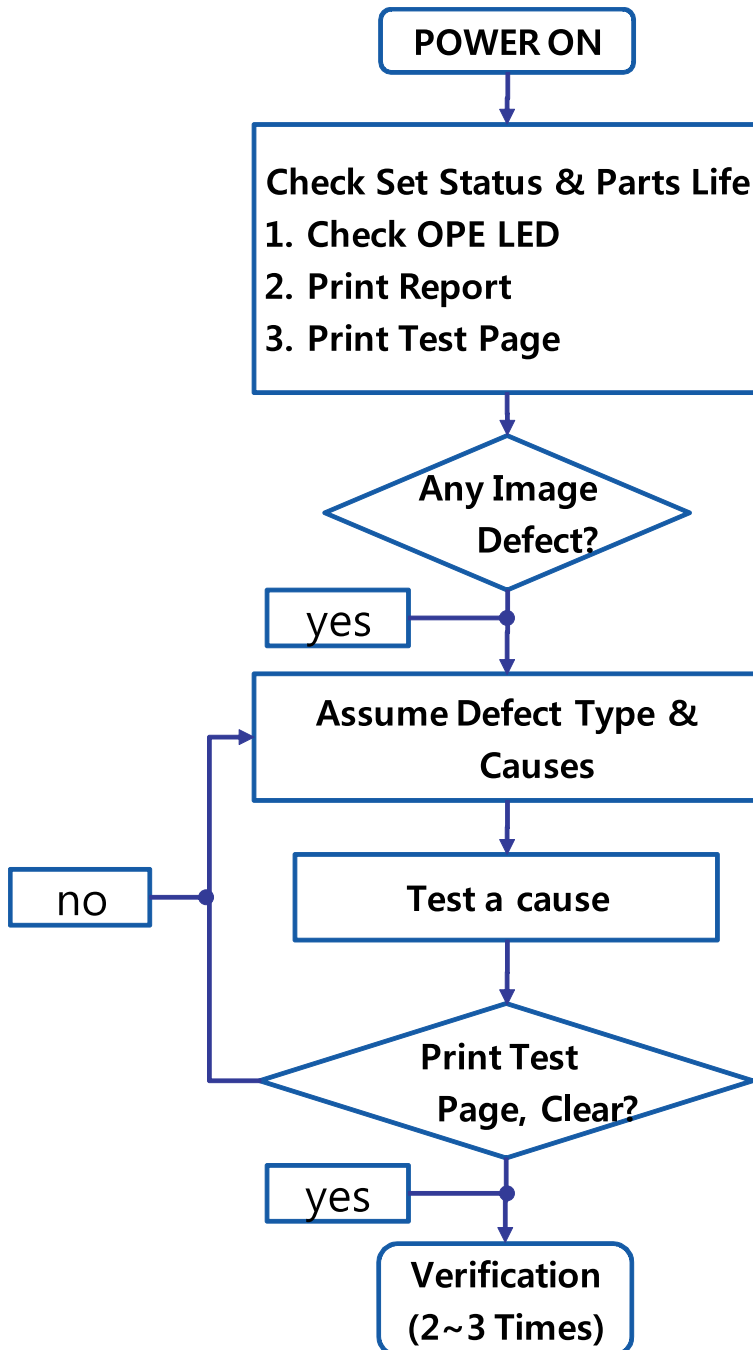 POWER ON
Check Set Status & Parts Life
1. Check OPE LED
2. Print Report
3. Print Test Page
Any Image
Defect?
yes
Assume Defect Type &
Causes
no
Test a cause
Print Test
Page, Clear?
yes
Verification
(2~3 Times)